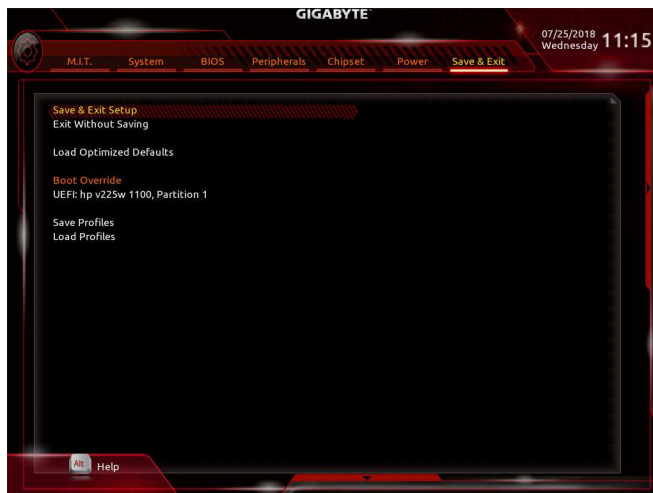 GIGABYTE™
07/25/2018
Wednesday
11:15
M.I.T. System BIOS Peripherals Chipset Power Save & Exit
Save & Exit Setup
Exit Without Saving
Load Optimized Defaults
Boot Override
UEFI: hp v225w 1100, Partition 1
Save Profiles
Load Profiles
Alt Help